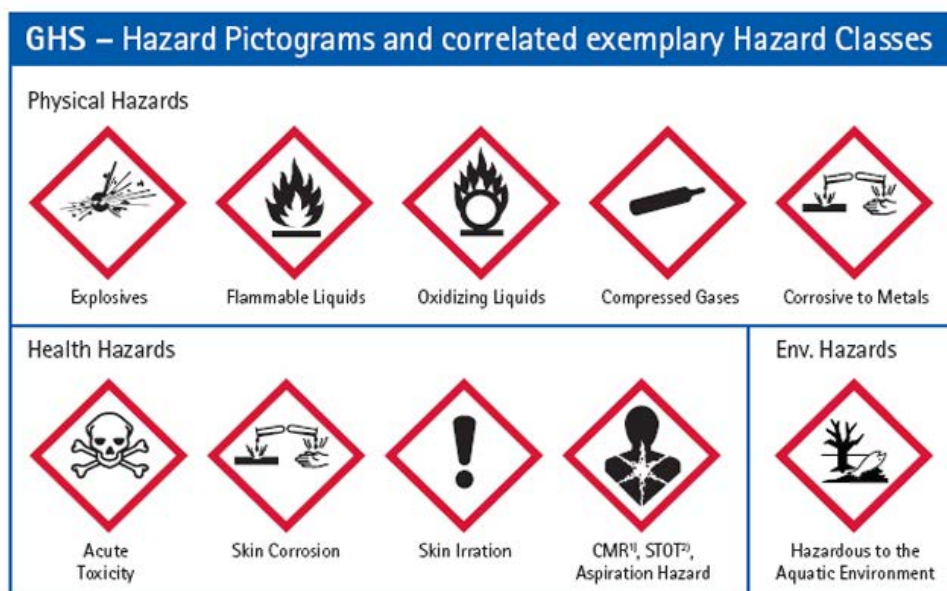 GHS – Hazard Pictograms and correlated exemplary Hazard Classes
Physical Hazards
Explosives
Flammable Liquids
Oxidizing Liquids
Compressed Gases
Corrosive to Metals
Health Hazards
Acute
Toxicity
Skin Corrosion
Skin Irration
CMR¹⁾, STOT²⁾,
Aspiration Hazard
Env. Hazards
Hazardous to the
Aquatic Environment